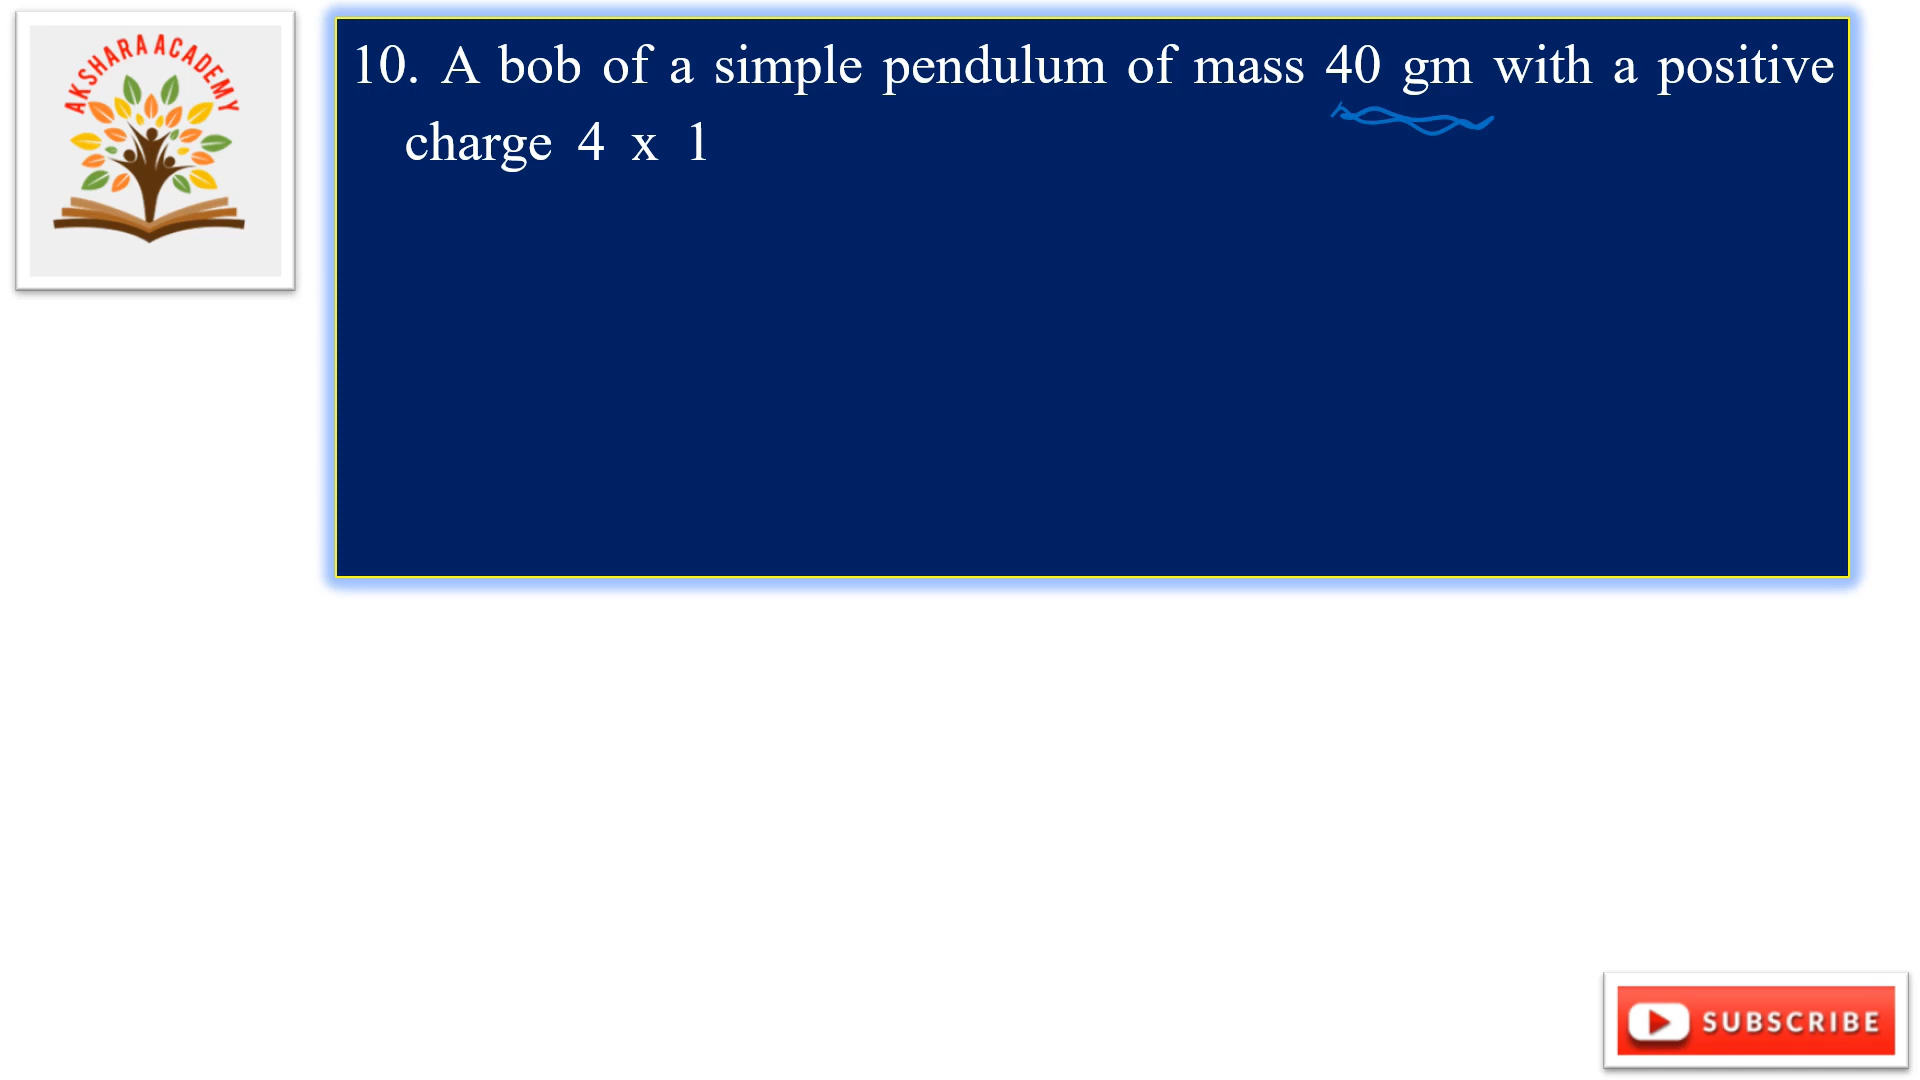 AKSHARA ACADEMY
10. A bob of a simple pendulum of mass 40 gm with a positive
charge 4 x 1
SUBSCRIBE